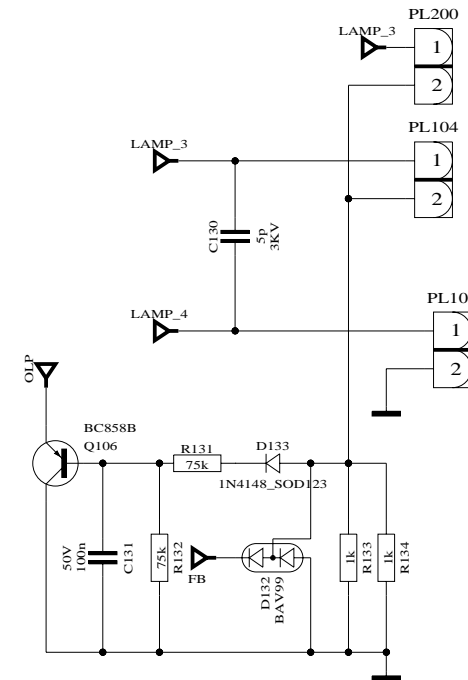 PL200
LAMP_3
1
2
PL104
LAMP_3
1
2
C130
5p
3KV
PL10
LAMP_4
1
2
OLP
BC858B
Q106
R131
75k
D133
1N4148_SOD123
50V
100n
C131
75k
R132
FB
D132
BAV99
1k
R133
1k
R134